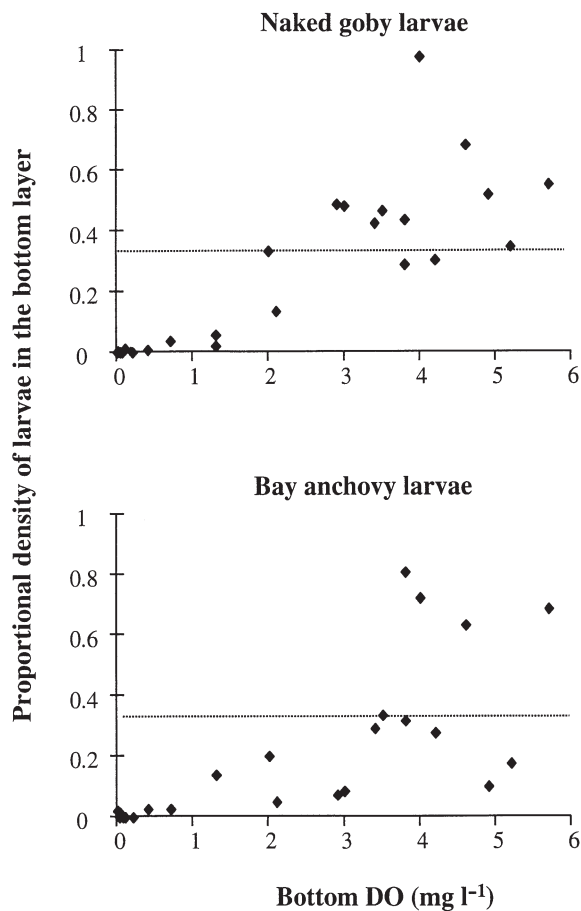 Naked goby larvae
1
0.8
0.6
0.4
0.2
0
0 1 2 3 4 5 6
Proportional density of larvae in the bottom layer
Bay anchovy larvae
1
0.8
0.6
0.4
0.2
0
0 1 2 3 4 5 6
Bottom DO (mg l⁻¹)